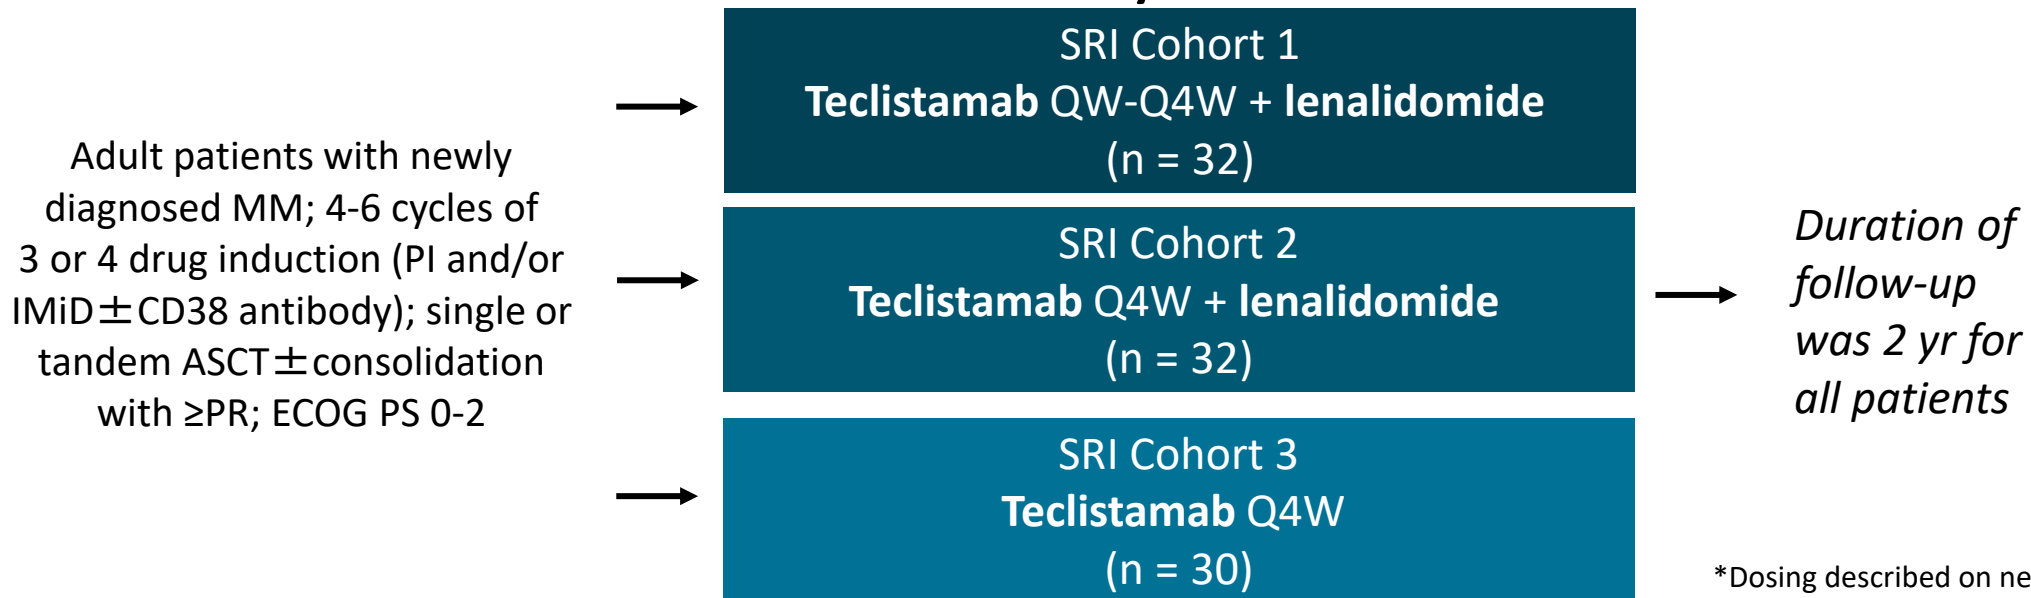 SRI Cohort 1
Teclistamab QW-Q4W + lenalidomide
(n = 32)
Adult patients with newly
diagnosed MM; 4-6 cycles of
3 or 4 drug induction (PI and/or
IMiD±CD38 antibody); single or
tandem ASCT±consolidation
with ≥PR; ECOG PS 0-2
SRI Cohort 2
Teclistamab Q4W + lenalidomide
(n = 32)
SRI Cohort 3
Teclistamab Q4W
(n = 30)
Duration of
follow-up
was 2 yr for
all patients
*Dosing described on ne